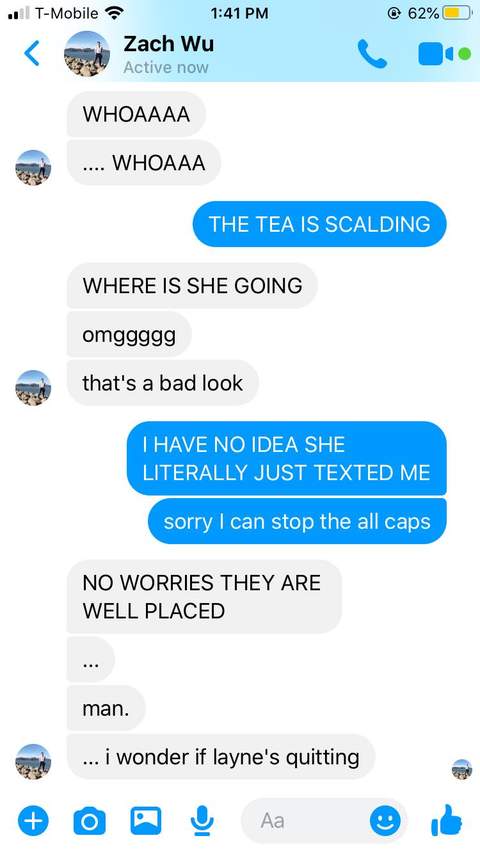 T-Mobile 1:41 PM 62%
Zach Wu
Active now
WHOAAAA
.... WHOAAA
THE TEA IS SCALDING
WHERE IS SHE GOING
omggggg
that's a bad look
I HAVE NO IDEA SHE
LITERALLY JUST TEXTED ME
sorry I can stop the all caps
NO WORRIES THEY ARE
WELL PLACED
...
man.
... i wonder if layne's quitting
Aa